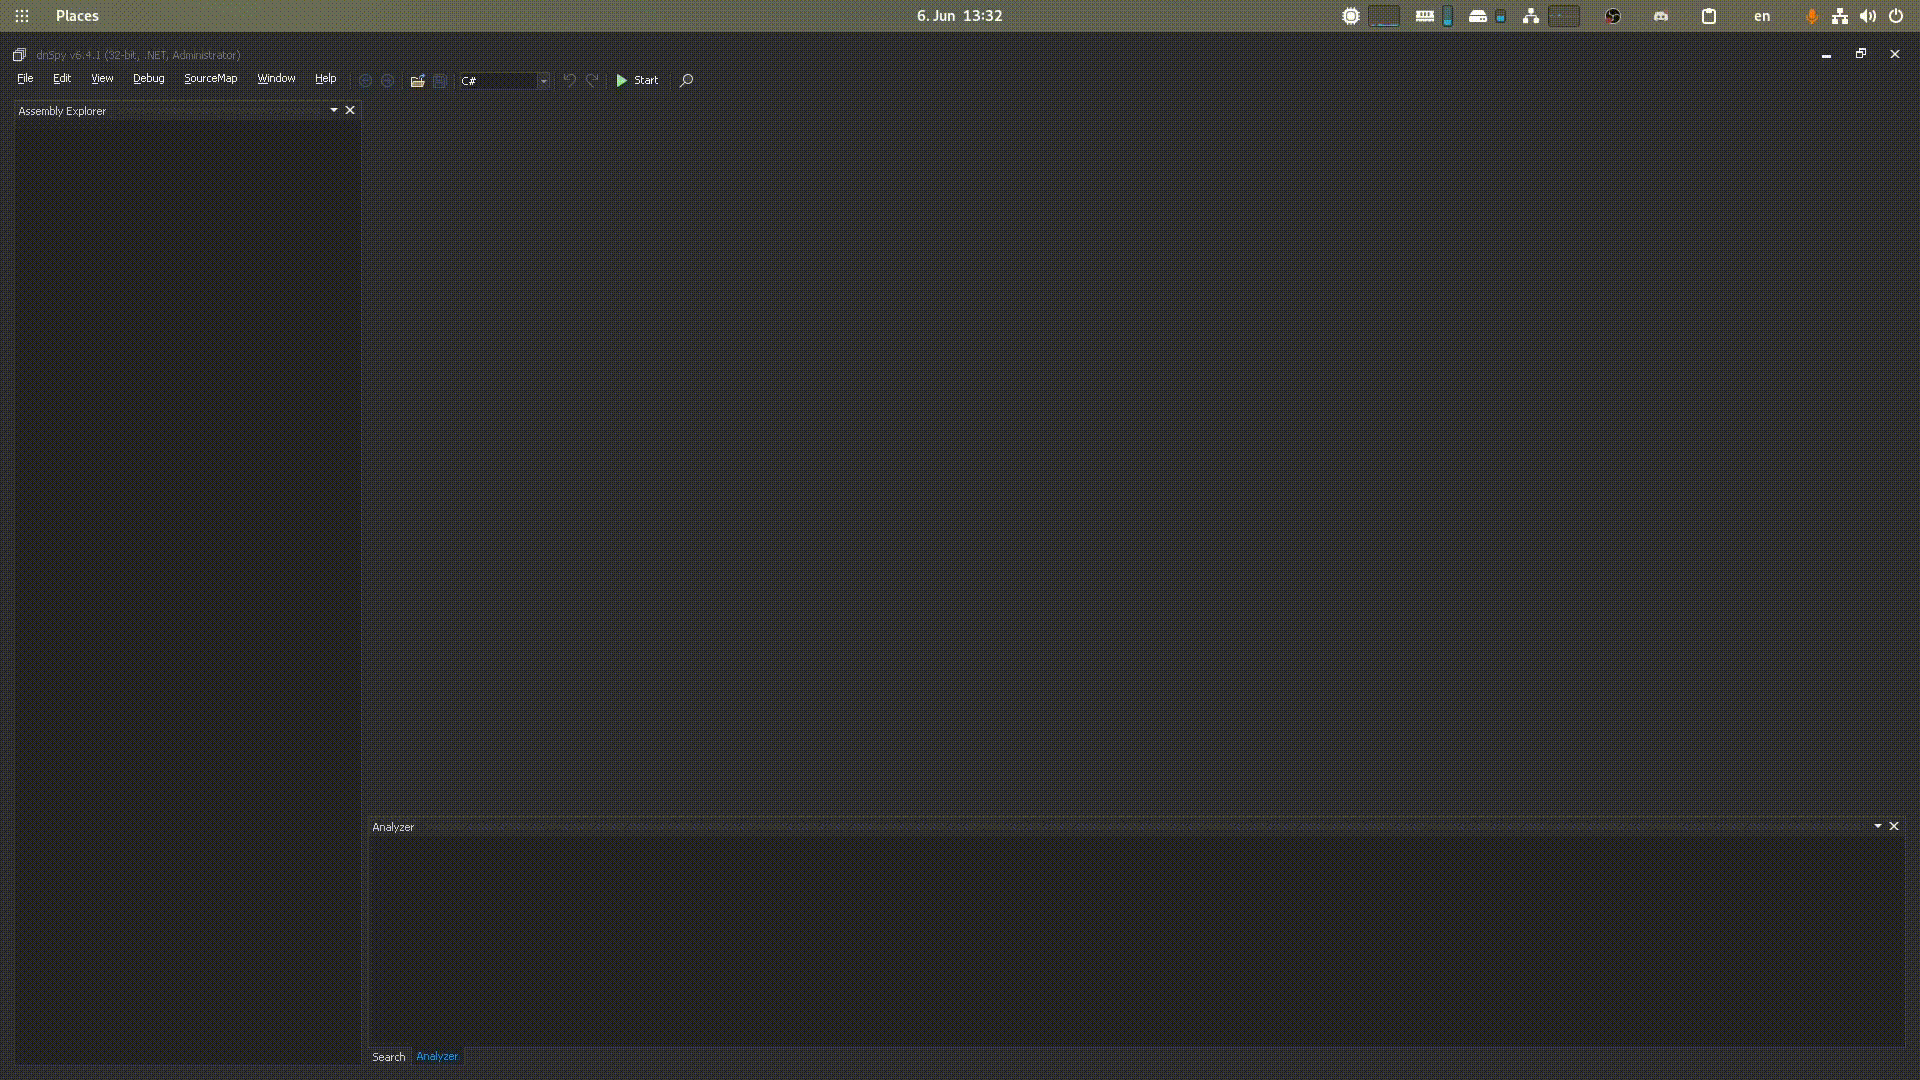 Places
6. Jun 13:32
en
dnSpy v6.4.1 (32-bit, .NET, Administrator)
File Edit View Debug SourceMap Window Help C# Start
Assembly Explorer
Analyzer
Search Analyzer